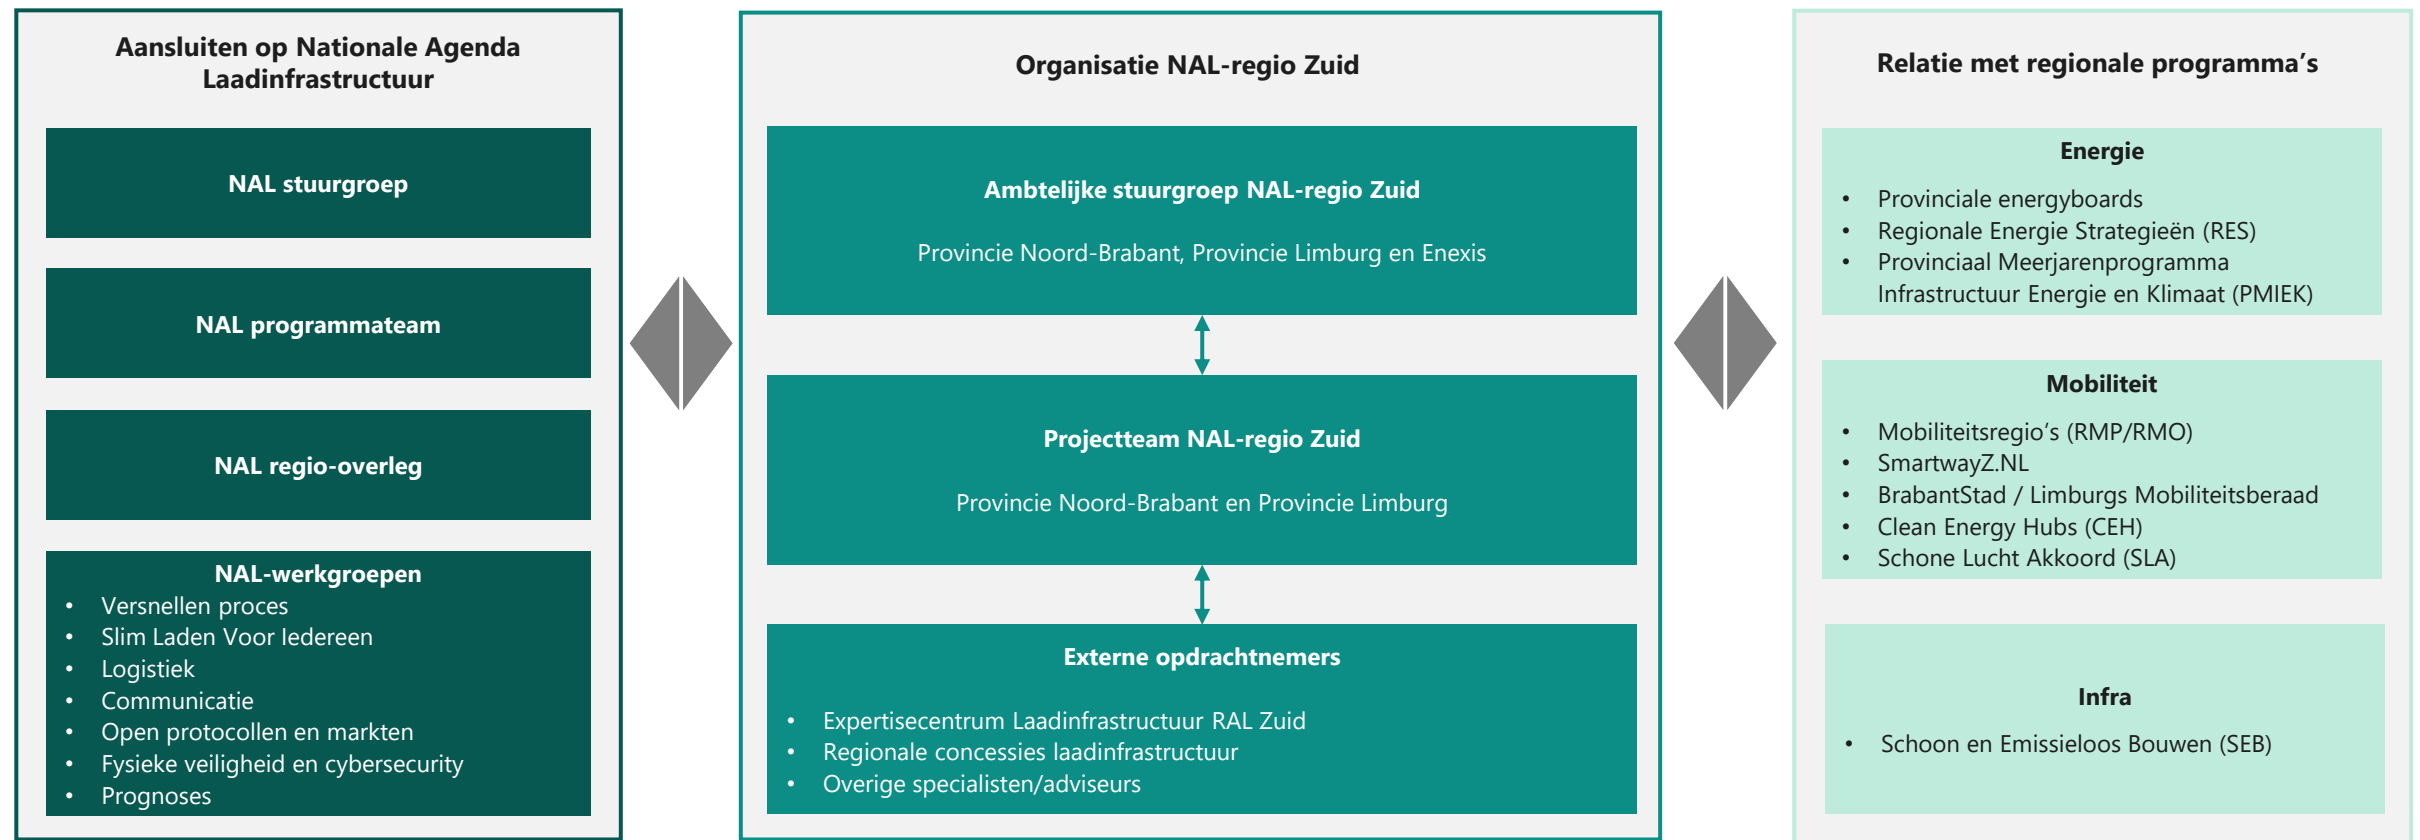 Aansluiten op Nationale Agenda
Laadinfrastructuur
NAL stuurgroep
NAL programmateam
NAL regio-overleg
NAL-werkgroepen
• Versnellen proces
• Slim Laden Voor Iedereen
• Logistiek
• Communicatie
• Open protocollen en markten
• Fysieke veiligheid en cybersecurity
• Prognoses
Organisatie NAL-regio Zuid
Ambtelijke stuurgroep NAL-regio Zuid
Provincie Noord-Brabant, Provincie Limburg en Enexis
Projectteam NAL-regio Zuid
Provincie Noord-Brabant en Provincie Limburg
Externe opdrachtnemers
• Expertisecentrum Laadinfrastructuur RAL Zuid
• Regionale concessies laadinfrastructuur
• Overige specialisten/adviseurs
Relatie met regionale programma’s
Energie
• Provinciale energyboards
• Regionale Energie Strategieën (RES)
• Provinciaal Meerjarenprogramma
Infrastructuur Energie en Klimaat (PMIEK)
Mobiliteit
• Mobiliteitsregio’s (RMP/RMO)
• SmartwayZ.NL
• BrabantStad / Limburgs Mobiliteitsberaad
• Clean Energy Hubs (CEH)
• Schone Lucht Akkoord (SLA)
Infra
• Schoon en Emissieloos Bouwen (SEB)